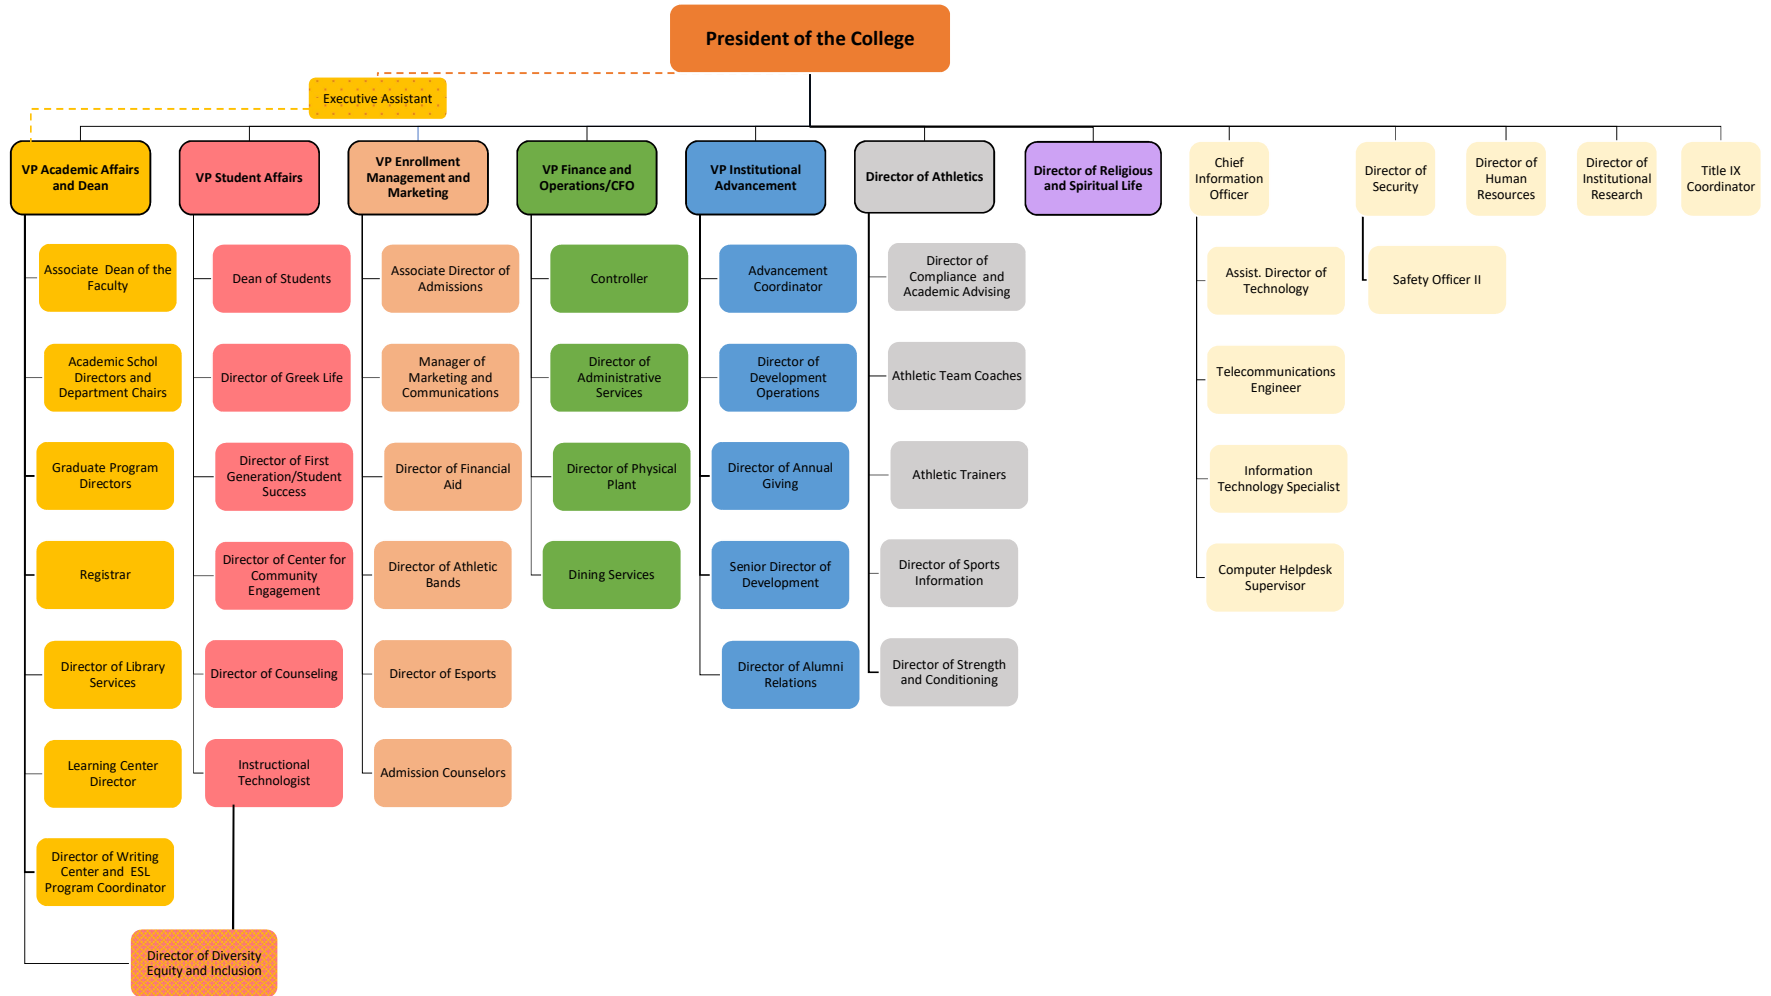 President of the College
Executive Assistant
VP Academic Affairs
and Dean
VP Student Affairs
VP Enrollment
Management and
Marketing
VP Finance and
Operations/CFO
VP Institutional
Advancement
Director of Athletics
Director of Religious
and Spiritual Life
Chief
Information
Officer
Director of
Security
Director of
Human
Resources
Director of
Institutional
Research
Title IX
Coordinator
Associate Dean of the
Faculty
Dean of Students
Associate Director of
Admissions
Controller
Advancement
Coordinator
Director of
Compliance and
Academic Advising
Assist. Director of
Technology
Safety Officer II
Academic Schol
Directors and
Department Chairs
Director of Greek Life
Manager of
Marketing and
Communications
Director of
Administrative
Services
Director of
Development
Operations
Athletic Team Coaches
Telecommunications
Engineer
Graduate Program
Directors
Director of First
Generation/Student
Success
Director of Financial
Aid
Director of Physical
Plant
Director of Annual
Giving
Athletic Trainers
Information
Technology Specialist
Registrar
Director of Center for
Community
Engagement
Director of Athletic
Bands
Dining Services
Senior Director of
Development
Director of Sports
Information
Computer Helpdesk
Supervisor
Director of Library
Services
Director of Counseling
Director of Esports
Director of Alumni
Relations
Director of Strength
and Conditioning
Learning Center
Director
Instructional
Technologist
Admission Counselors
Director of Writing
Center and ESL
Program Coordinator
Director of Diversity
Equity and Inclusion